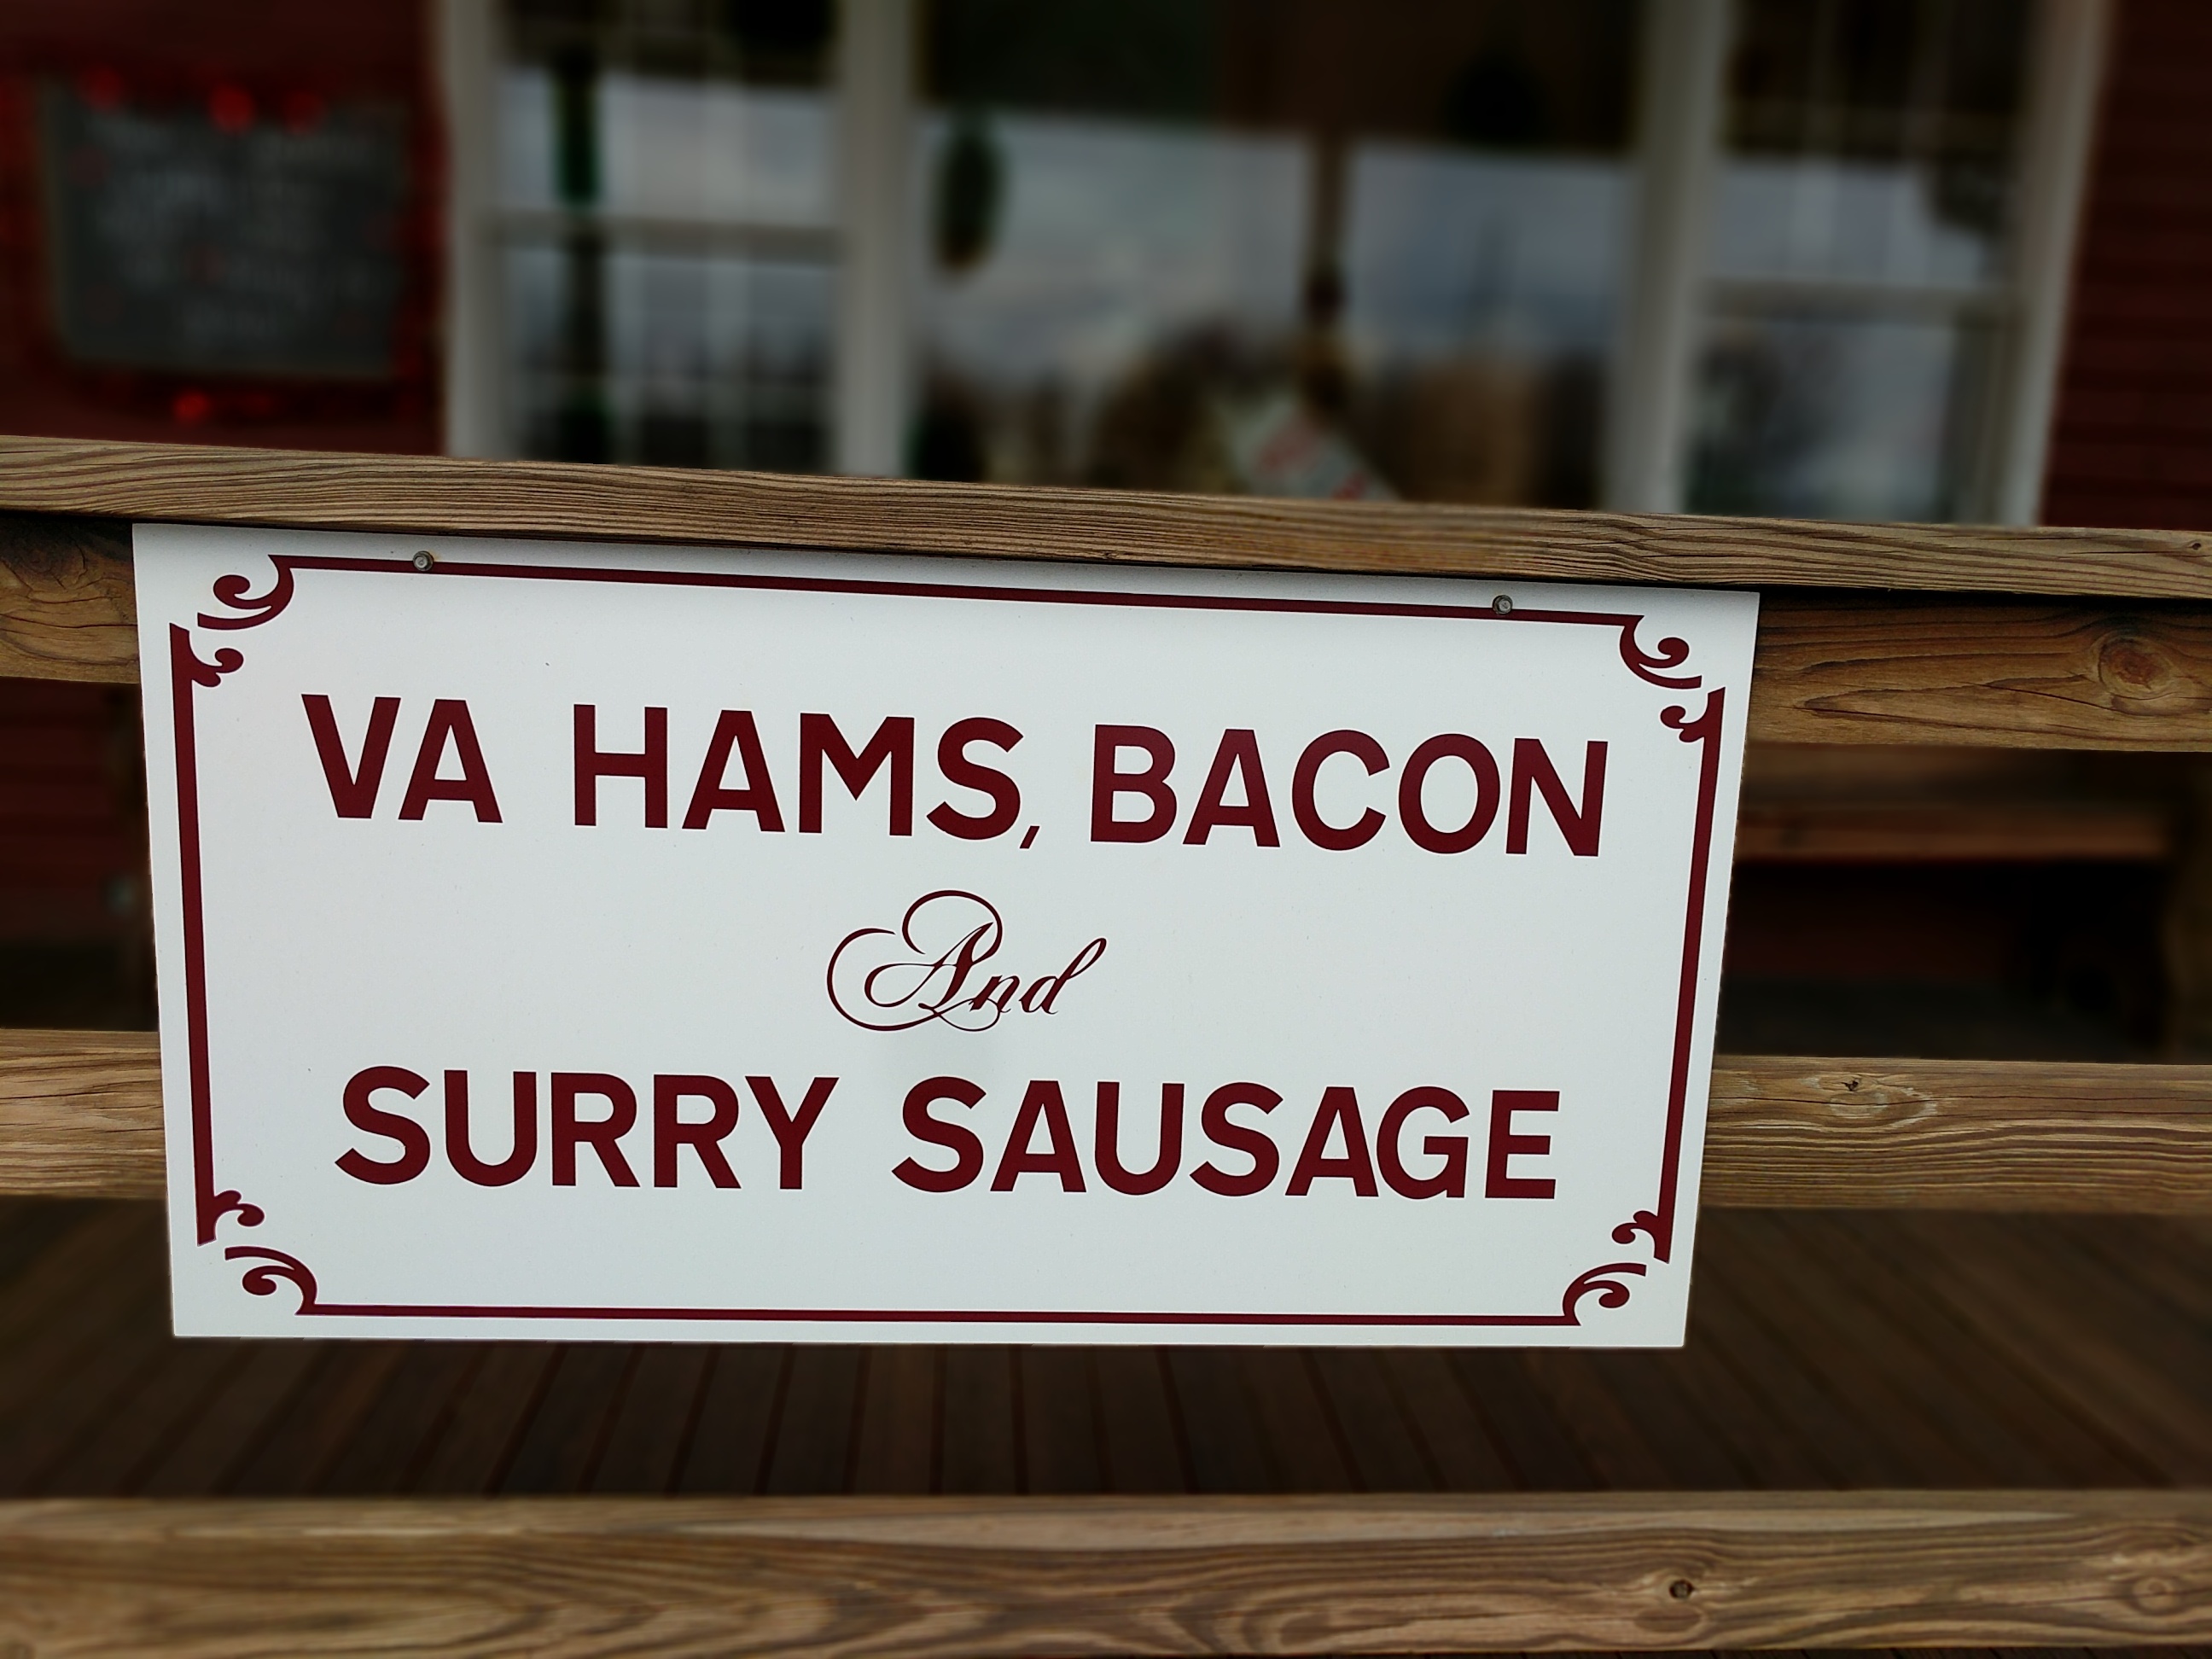 VA HAMS, BACON
And
SURRY SAUSAGE